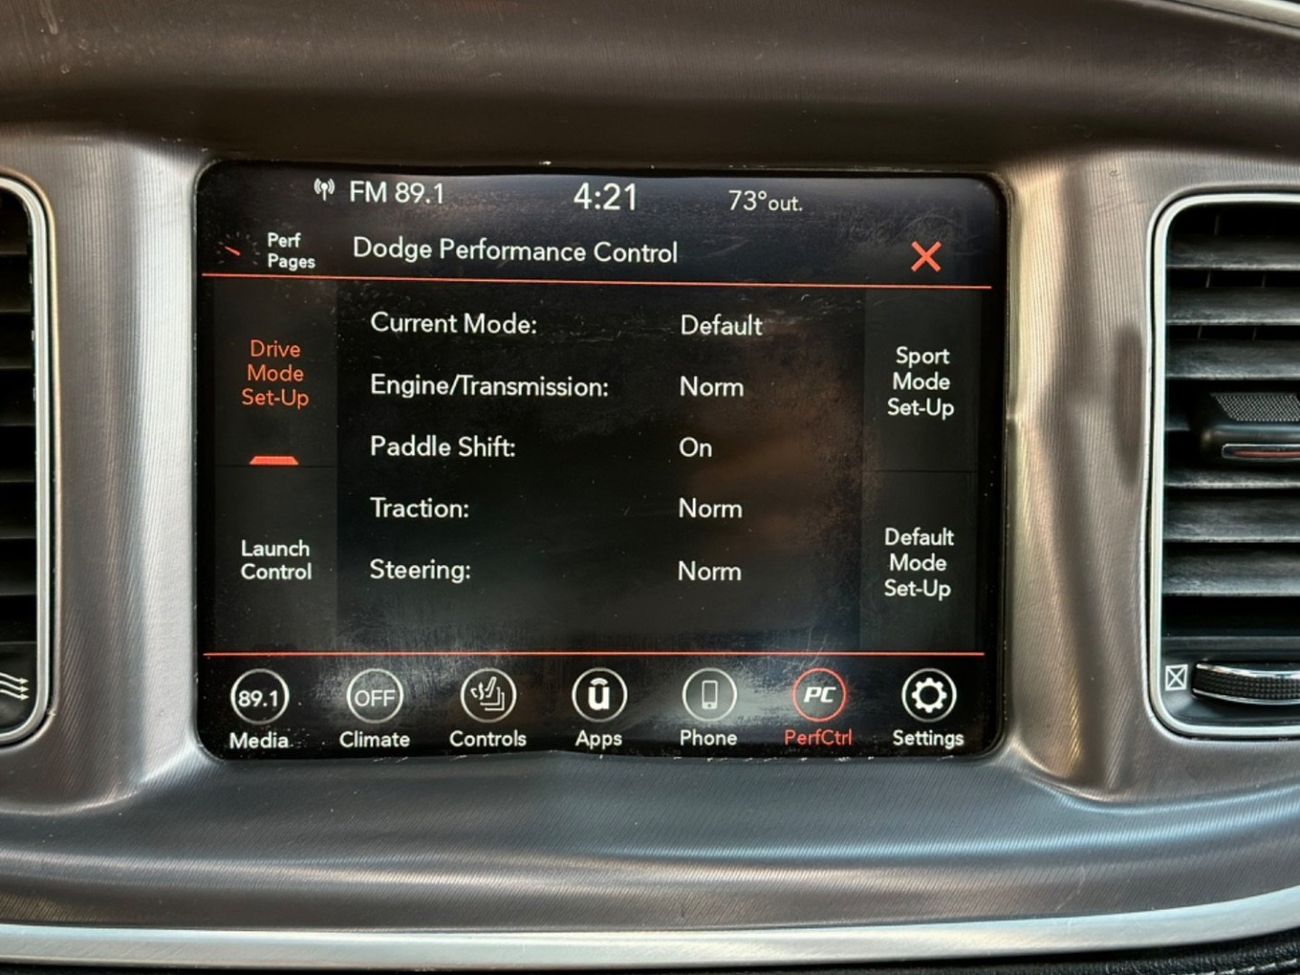 FM 89.1 4:21 73°out.
Perf
Pages
Dodge Performance Control
Drive
Mode
Set-Up
Launch
Control
Current Mode: Default
Engine/Transmission: Norm
Paddle Shift: On
Traction: Norm
Steering: Norm
Sport
Mode
Set-Up
Default
Mode
Set-Up
89.1 OFF PC
Media Climate Controls Apps Phone PerfCtrl Settings